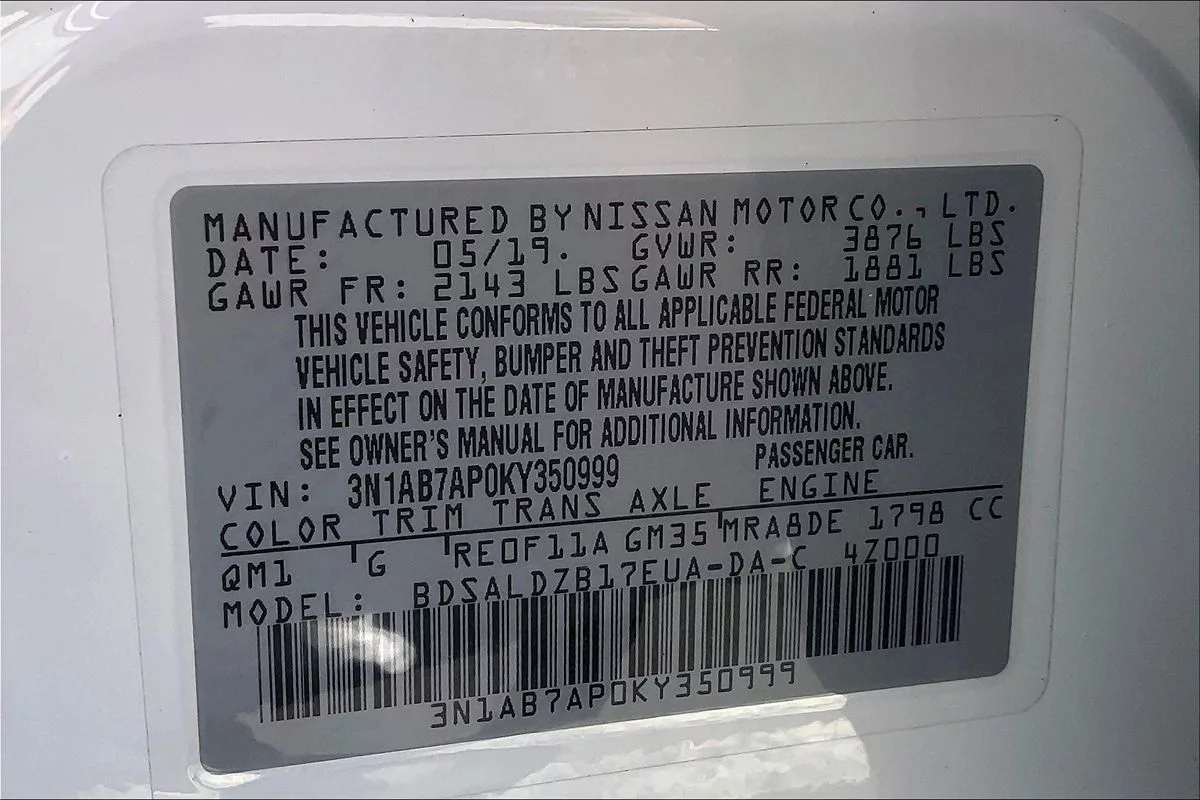 MANUFACTURED BY NISSAN MOTOR CO., LTD.
DATE: 05/19. GVWR: 3876 LBS
GAWR FR: 2143 LBS GAWR RR: 1881 LBS
THIS VEHICLE CONFORMS TO ALL APPLICABLE FEDERAL MOTOR
VEHICLE SAFETY, BUMPER AND THEFT PREVENTION STANDARDS
IN EFFECT ON THE DATE OF MANUFACTURE SHOWN ABOVE.
SEE OWNER'S MANUAL FOR ADDITIONAL INFORMATION.
VIN: 3N1AB7AP0KY350999 PASSENGER CAR.
COLOR TRIM TRANS AXLE ENGINE
QM1 G RE0F11A GM35 MRA8DE 1798 CC
MODEL: BDSALDZB17EUA-DA-C 4Z000
3N1AB7AP0KY350999